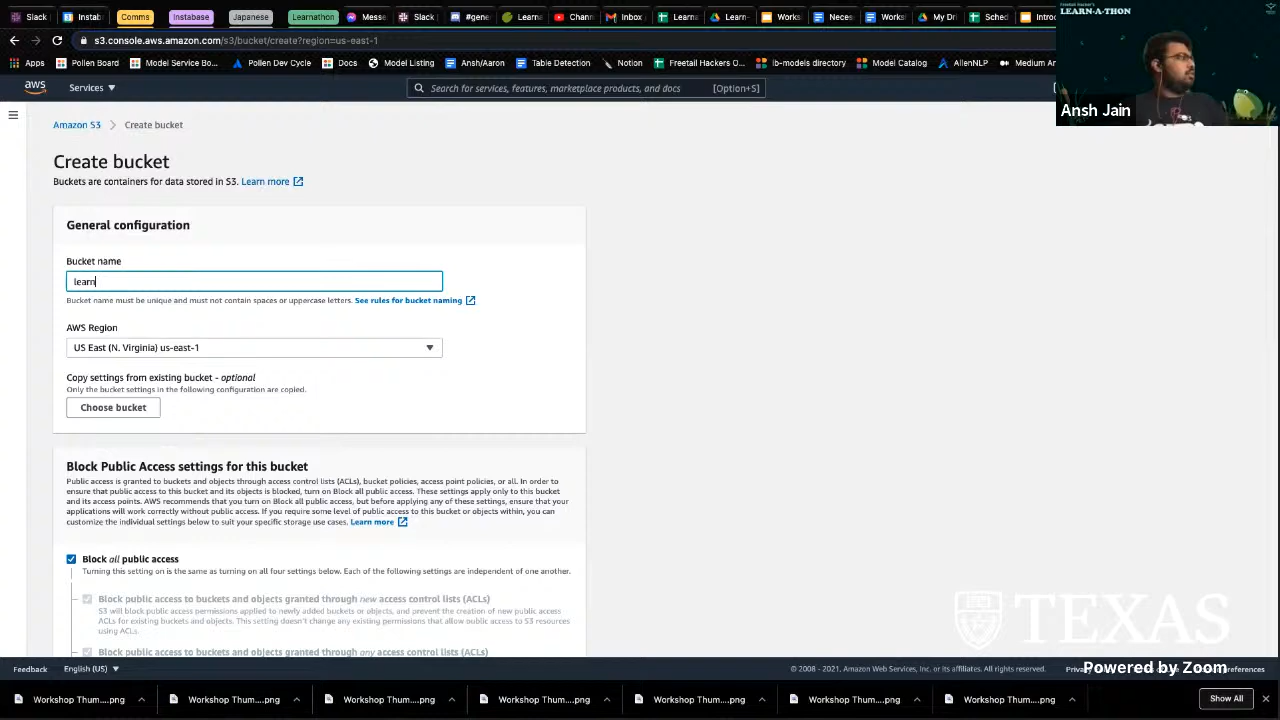 Slack
Instabl
Comms
Instabase
Japanese
Learnathon
Messe
Slack
#gene
Learna
Chann
Inbox
Learna
Learn-
Works
Neces
Works
My Dri
Sched
Introd
s3.console.aws.amazon.com/s3/bucket/create?region=us-east-1
Apps
Pollen Board
Model Service Bo...
Pollen Dev Cycle
Docs
Model Listing
Ansh/Aaron
Table Detection
Notion
Freetail Hackers O...
ib-models directory
Model Catalog
AllenNLP
Medium An
Freetail Hacker's
LEARN-A-THON
Ansh Jain
aws
Services
Search for services, features, marketplace products, and docs
[Option+S]
Amazon S3
Create bucket
Create bucket
Buckets are containers for data stored in S3. Learn more
General configuration
Bucket name
learn
Bucket name must be unique and must not contain spaces or uppercase letters. See rules for bucket naming
AWS Region
US East (N. Virginia) us-east-1
Copy settings from existing bucket - optional
Only the bucket settings in the following configuration are copied.
Choose bucket
Block Public Access settings for this bucket
Public access is granted to buckets and objects through access control lists (ACLs), bucket policies, access point policies, or all. In order to
ensure that public access to this bucket and its objects is blocked, turn on Block all public access. These settings apply only to this bucket
and its access points. AWS recommends that you turn on Block all public access, but before applying any of these settings, ensure that your
applications will work correctly without public access. If you require some level of public access to this bucket or objects within, you can
customize the individual settings below to suit your specific storage use cases. Learn more
Block all public access
Turning this setting on is the same as turning on all four settings below. Each of the following settings are independent of one another.
Block public access to buckets and objects granted through new access control lists (ACLs)
S3 will block public access permissions applied to newly added buckets or objects, and prevent the creation of new public access
ACLs for existing buckets and objects. This setting doesn't change any existing permissions that allow public access to S3 resources
using ACLs.
Block public access to buckets and objects granted through any access control lists (ACLs)
TEXAS
Feedback
English (US)
© 2008 - 2021, Amazon Web Services, Inc. or its affiliates. All rights reserved.
Powered by Zoom
Workshop Thum....png
Workshop Thum....png
Workshop Thum....png
Workshop Thum....png
Workshop Thum....png
Workshop Thum....png
Workshop Thum....png
Show All